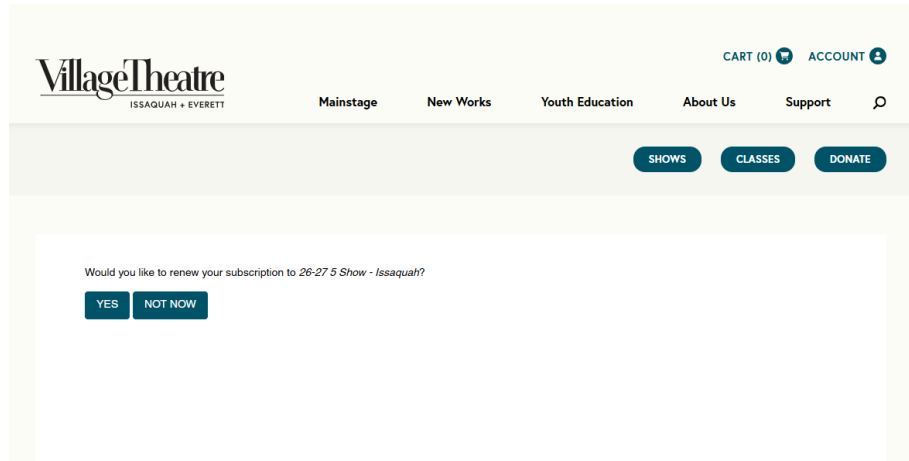 CART (0) ACCOUNT
VillageTheatre
ISSAQUAH + EVERETT
Mainstage New Works Youth Education About Us Support
SHOWS CLASSES DONATE
Would you like to renew your subscription to 26-27 5 Show - Issaquah?
YES NOT NOW